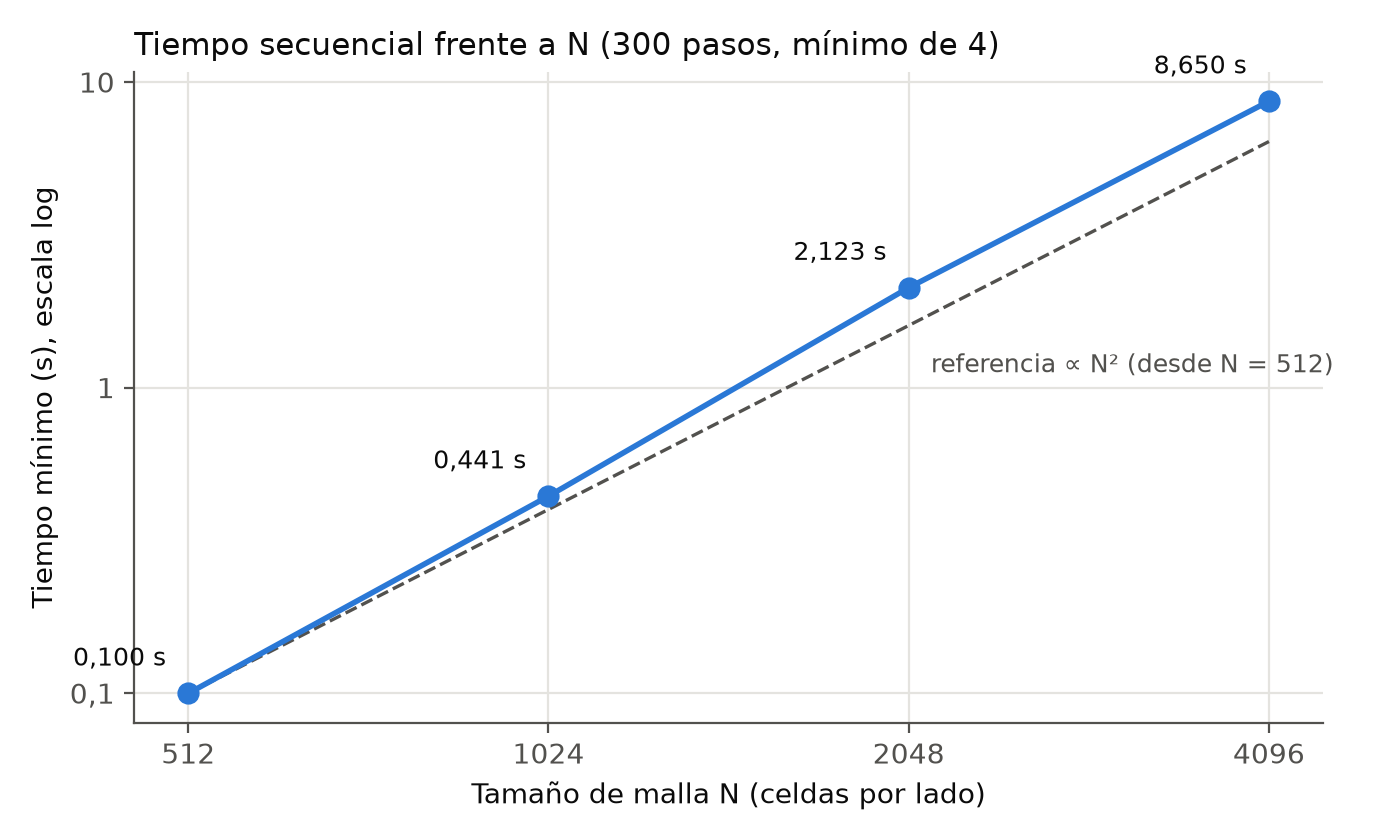 Tiempo secuencial frente a N (300 pasos, mínimo de 4)
8,650 s
10
2,123 s
referencia ∝ N² (desde N = 512)
1
0,441 s
0,100 s
0,1
Tiempo mínimo (s), escala log
512 1024 2048 4096
Tamaño de malla N (celdas por lado)